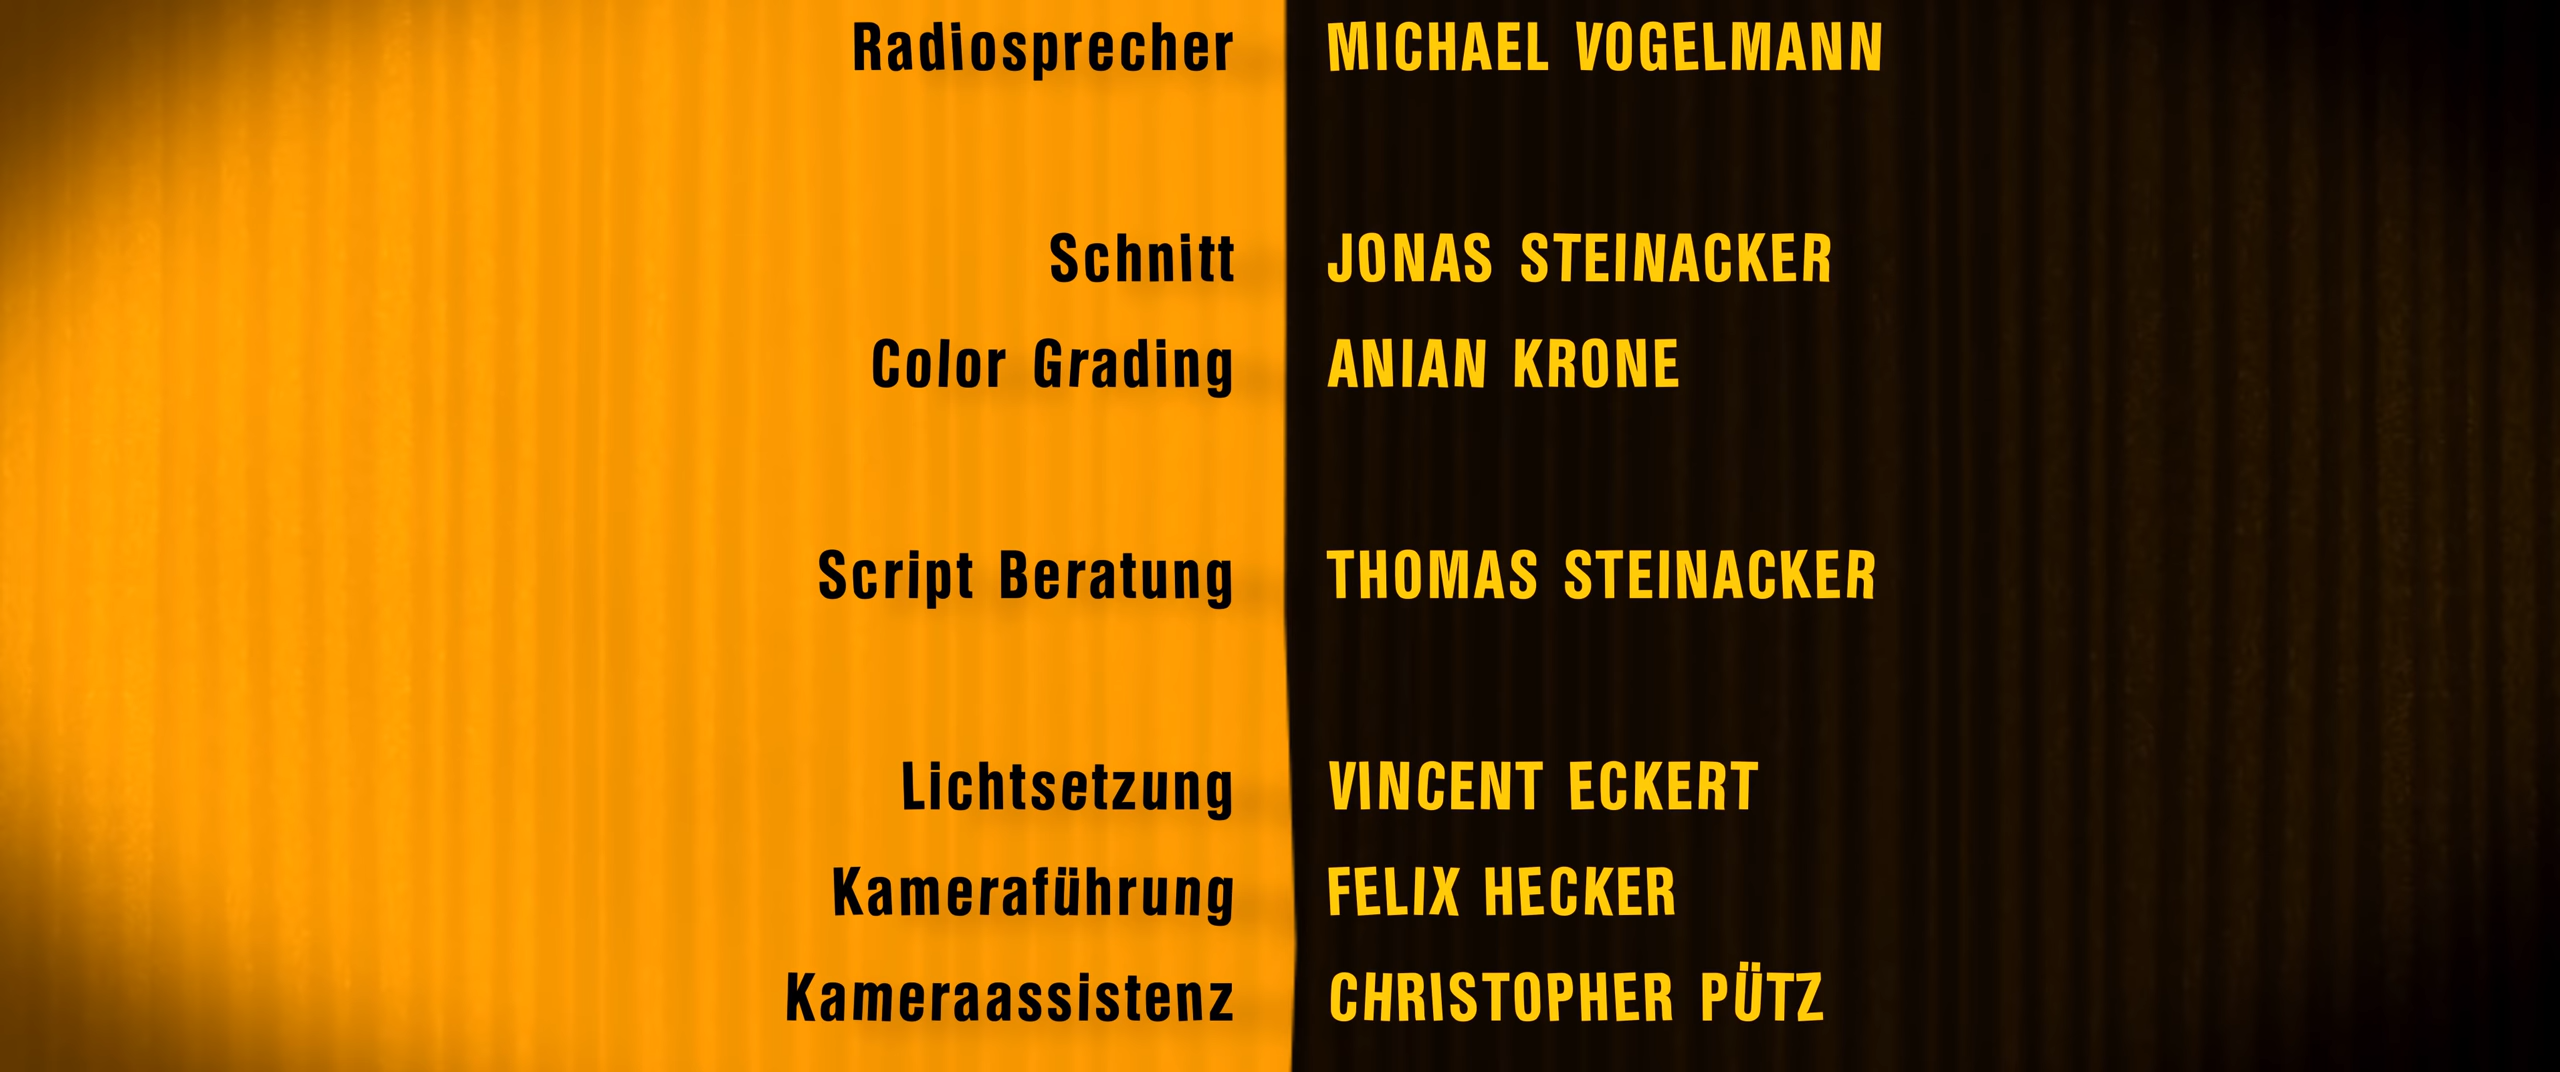 Radiosprecher MICHAEL VOGELMANN
Schnitt JONAS STEINACKER
Color Grading ANIAN KRONE
Script Beratung THOMAS STEINACKER
Lichtsetzung VINCENT ECKERT
Kameraführung FELIX HECKER
Kameraassistenz CHRISTOPHER PÜTZ